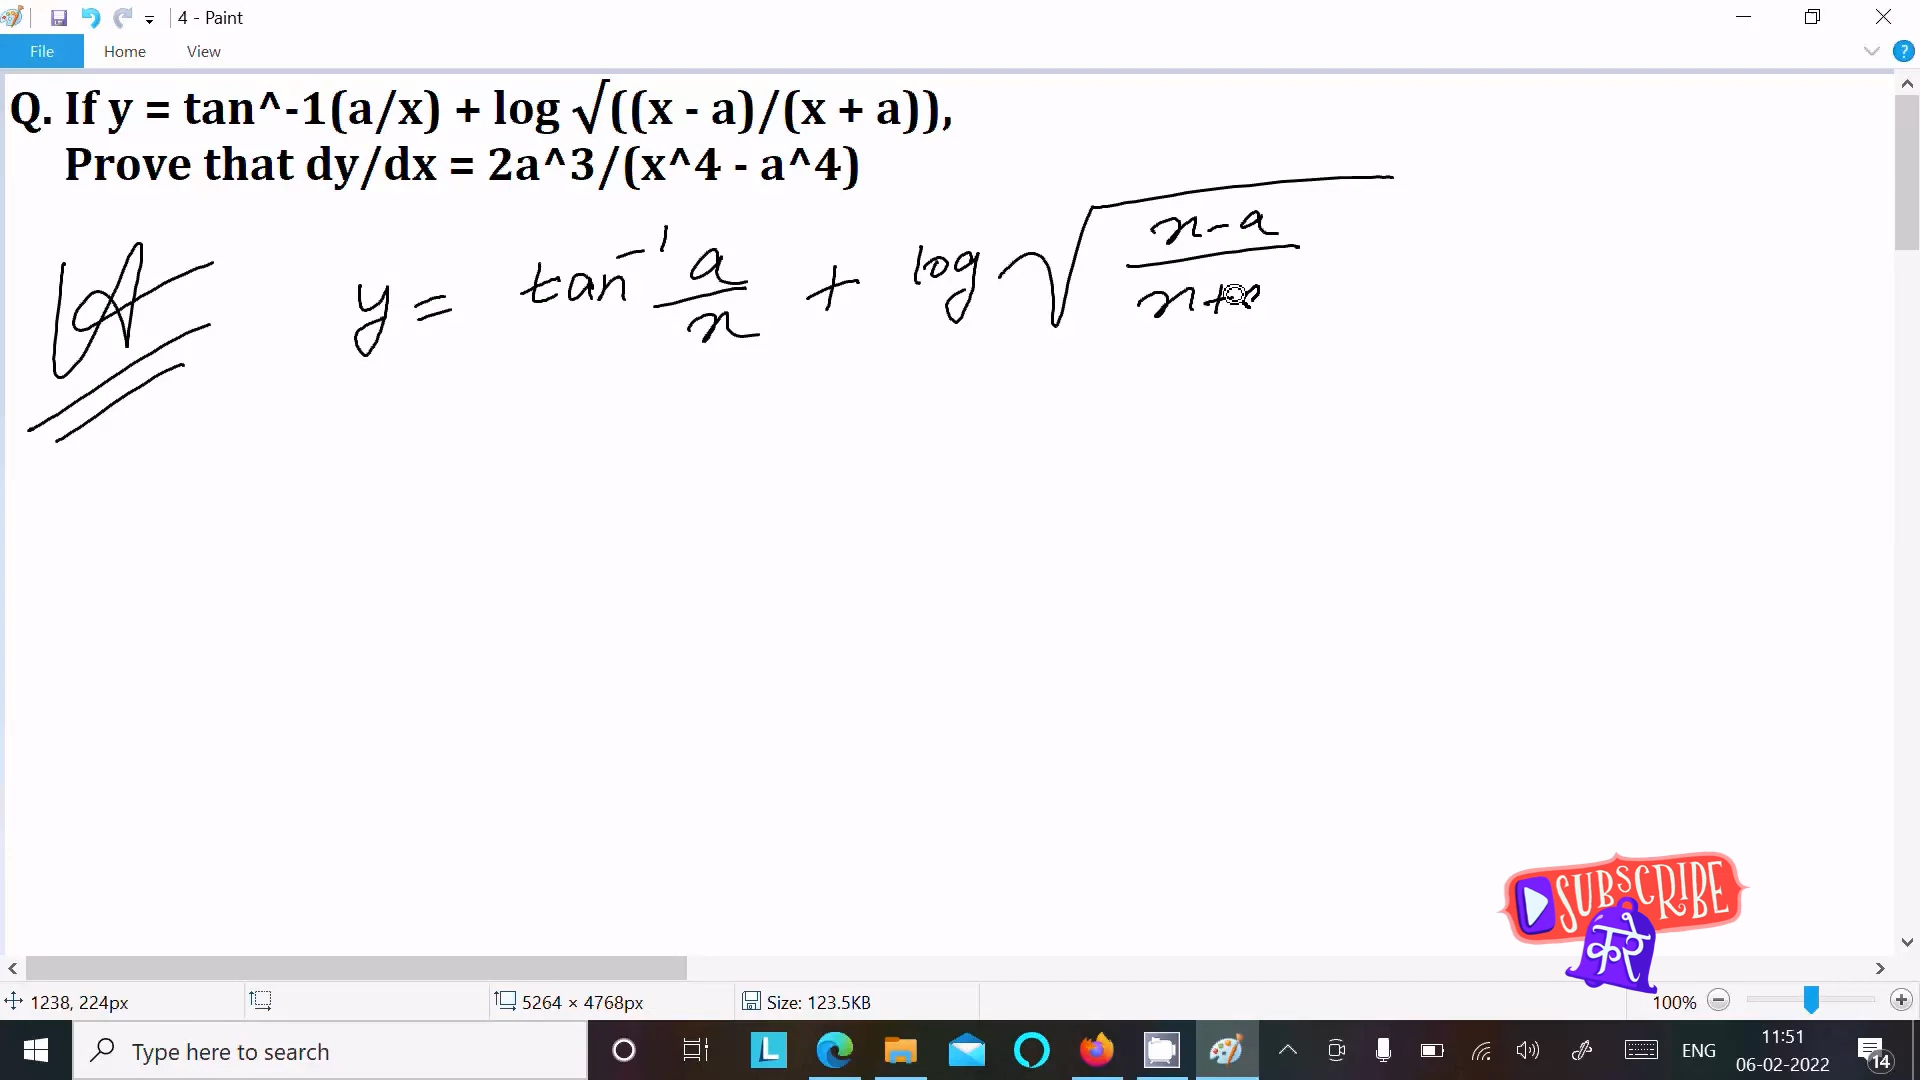 4 - Paint
File Home View
Q. If y = tan^-1(a/x) + log √((x - a)/(x + a)),
Prove that dy/dx = 2a^3/(x^4 - a^4)
y = tan⁻¹ a/x + log √(x-a / x+
SUBSCRIBE
करे
1238, 224px 5264 × 4768px Size: 123.5KB 100%
Type here to search
L
ENG
11:51
06-02-2022
14